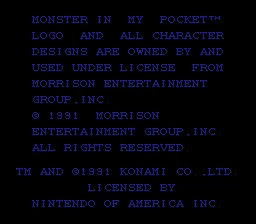 MONSTER IN MY POCKET™
LOGO AND ALL CHARACTER
DESIGNS ARE OWNED BY AND
USED UNDER LICENSE FROM
MORRISON ENTERTAINMENT
GROUP,INC.
© 1991 MORRISON
ENTERTAINMENT GROUP,INC.
ALL RIGHTS RESERVED.
TM AND ©1991 KONAMI CO.,LTD.
LICENSED BY
NINTENDO OF AMERICA INC.